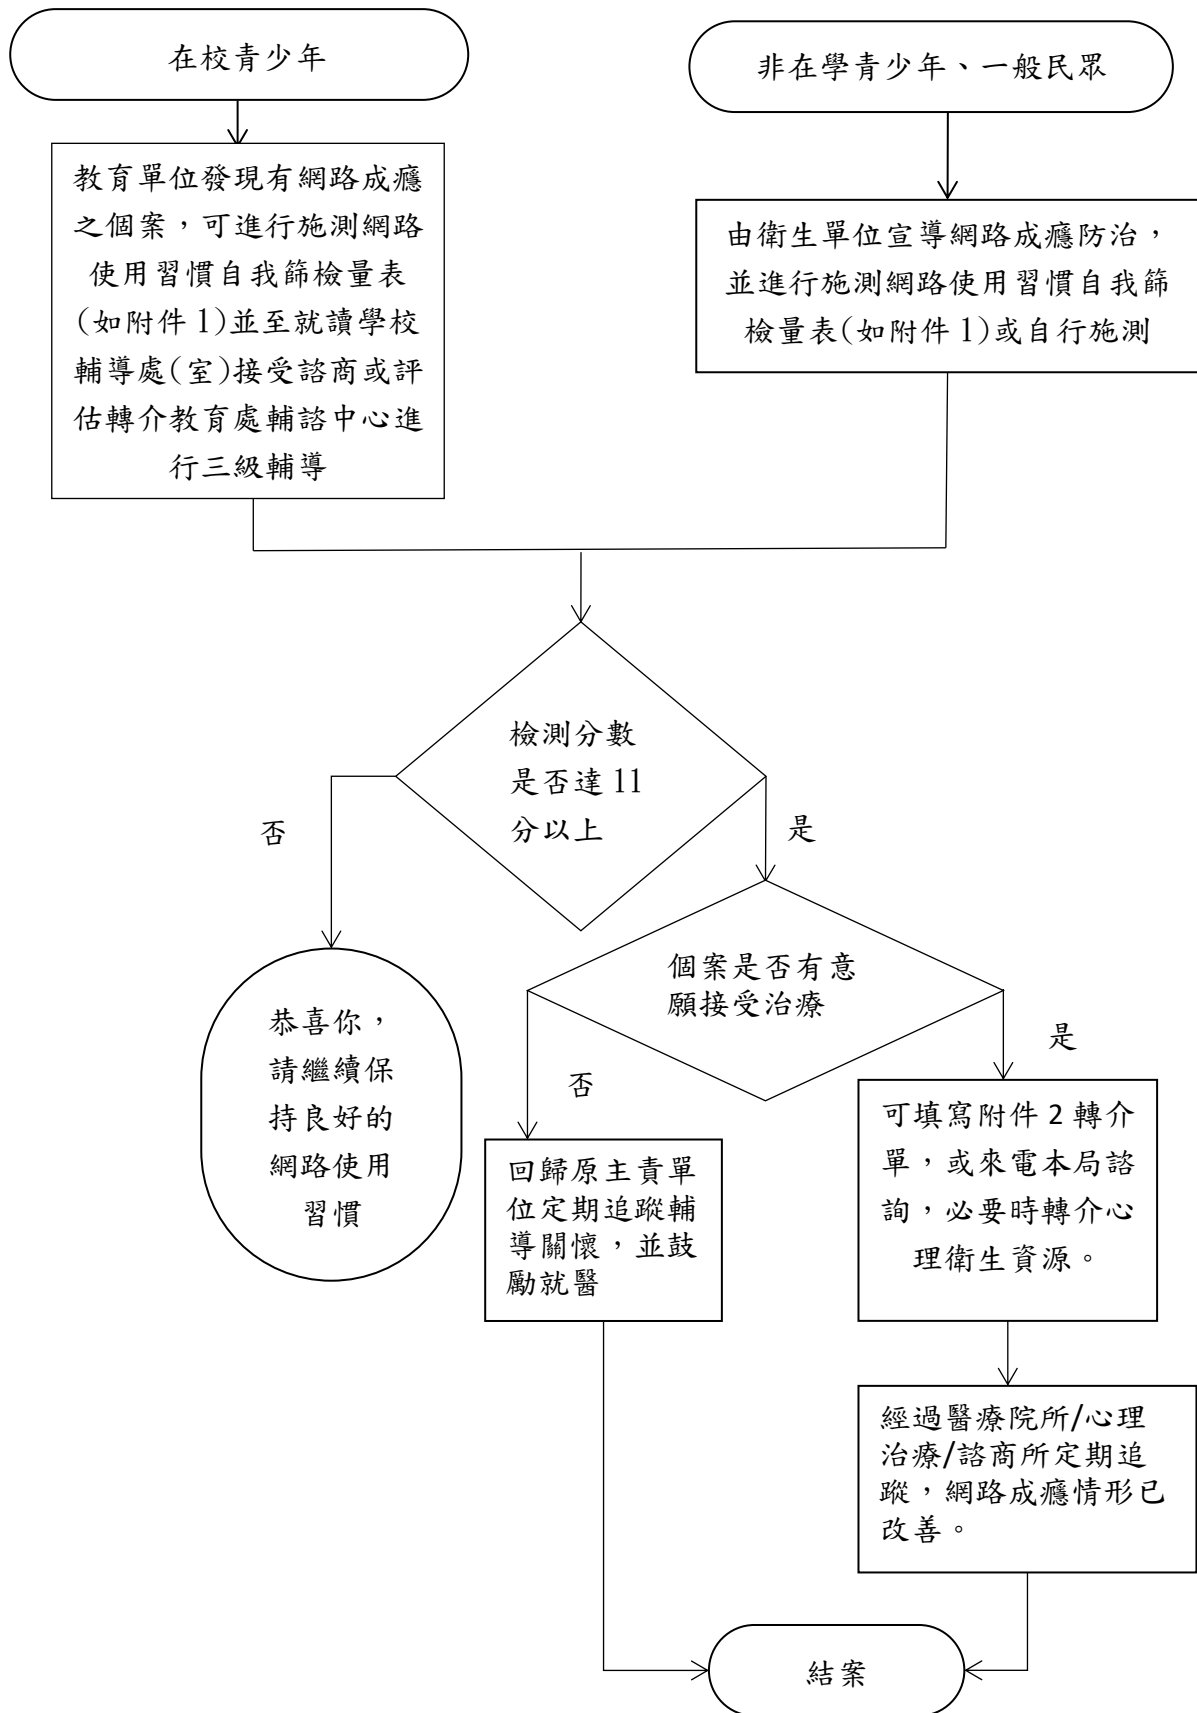 在校青少年
非在學青少年、一般民眾
教育單位發現有網路成癮
之個案，可進行施測網路
使用習慣自我篩檢量表
(如附件 1)並至就讀學校
輔導處(室)接受諮商或評
估轉介教育處輔諮中心進
行三級輔導
由衛生單位宣導網路成癮防治，
並進行施測網路使用習慣自我篩
檢量表(如附件 1)或自行施測
檢測分數
是否達 11
分以上
否
是
個案是否有意
願接受治療
恭喜你，
請繼續保
持良好的
網路使用
習慣
否
是
回歸原主責單
位定期追蹤輔
導關懷，並鼓
勵就醫
可填寫附件 2 轉介
單，或來電本局諮
詢，必要時轉介心
理衛生資源。
經過醫療院所/心理
治療/諮商所定期追
蹤，網路成癮情形已
改善。
結案